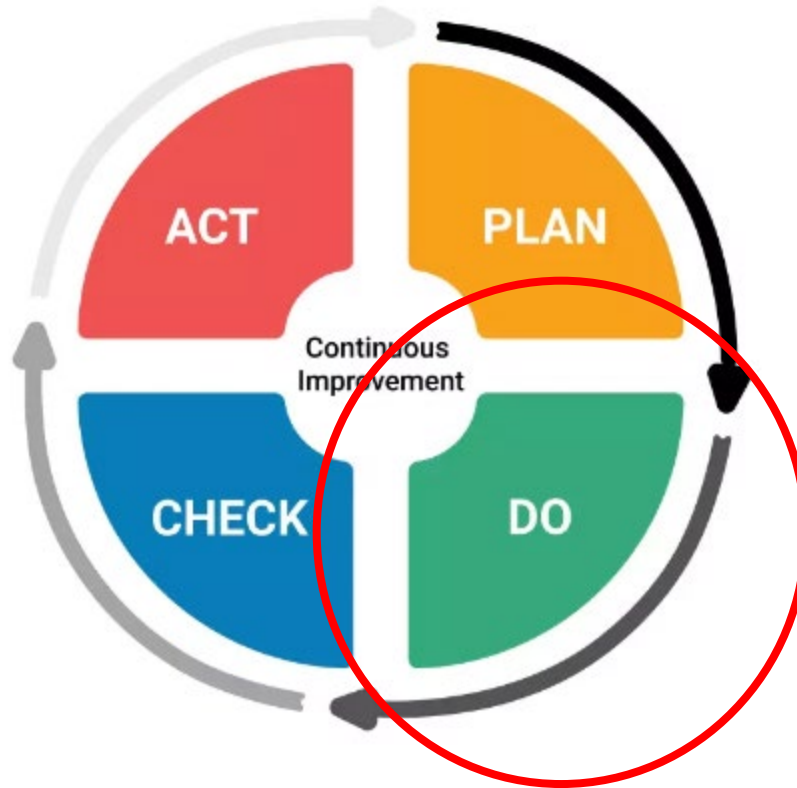 ACT
PLAN
Continuous
Improvement
CHECK
DO